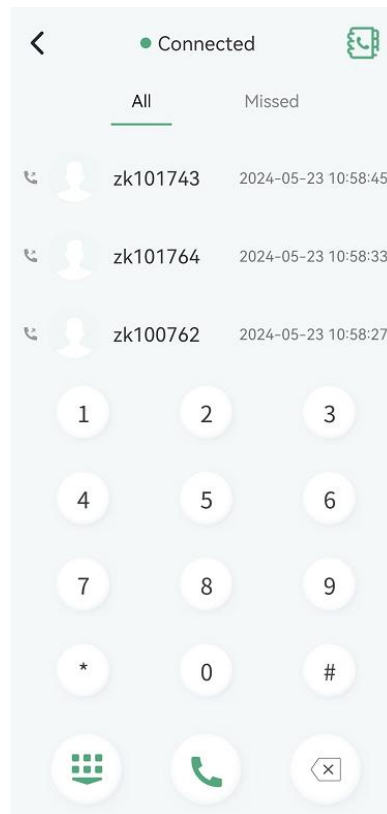 Connected
All Missed
zk101743 2024-05-23 10:58:45
zk101764 2024-05-23 10:58:33
zk100762 2024-05-23 10:58:27
1 2 3
4 5 6
7 8 9
* 0 #